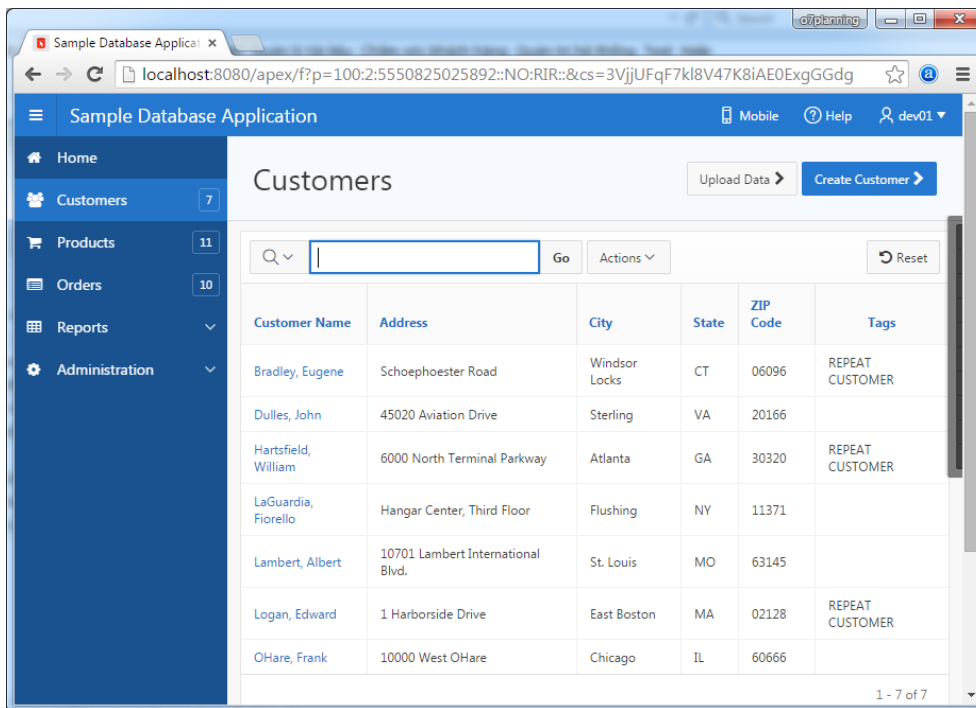 o7planning
Sample Database Applicat
localhost:8080/apex/f?p=100:2:5550825025892::NO:RIR::&cs=3VjjUFqF7kl8V47K8iAE0ExgGGdg
Sample Database Application
Mobile
Help
dev01
Home
Customers 7
Products 11
Orders 10
Reports
Administration
Customers
Upload Data
Create Customer
Go
Actions
Reset
Customer Name Address City State ZIP Code Tags
Bradley, Eugene Schoephoester Road Windsor Locks CT 06096 REPEAT CUSTOMER
Dulles, John 45020 Aviation Drive Sterling VA 20166
Hartsfield, William 6000 North Terminal Parkway Atlanta GA 30320 REPEAT CUSTOMER
LaGuardia, Fiorello Hangar Center, Third Floor Flushing NY 11371
Lambert, Albert 10701 Lambert International Blvd. St. Louis MO 63145
Logan, Edward 1 Harborside Drive East Boston MA 02128 REPEAT CUSTOMER
OHare, Frank 10000 West OHare Chicago IL 60666
1 - 7 of 7